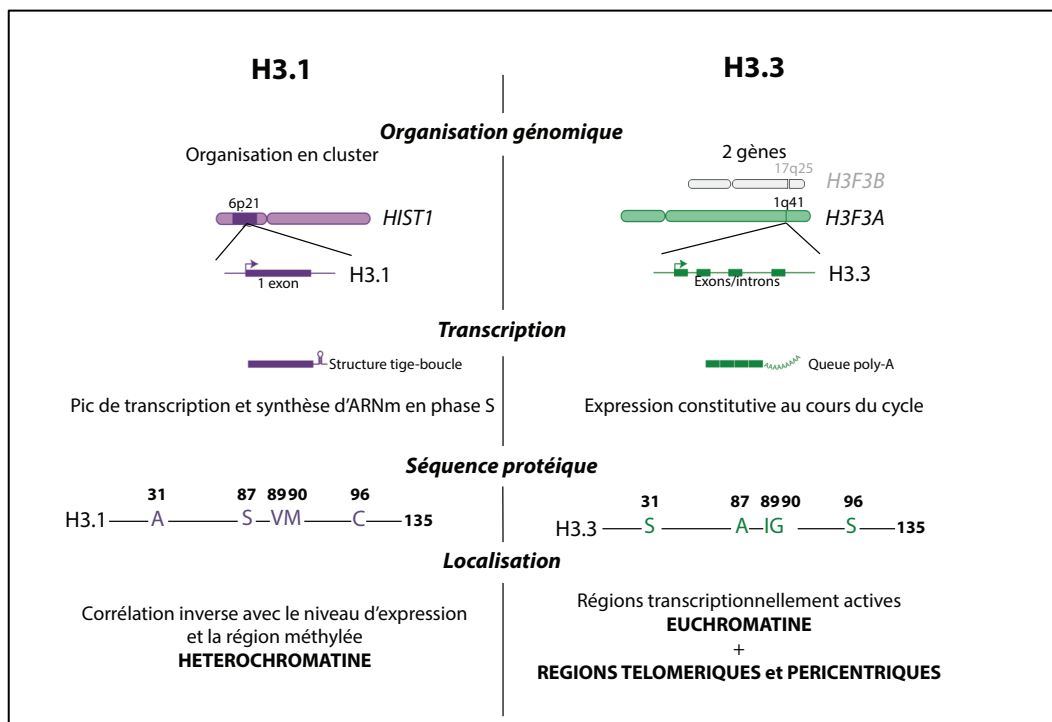 H3.1
H3.3
Organisation génomique
Organisation en cluster
2 gènes
17q25
H3F3B
6p21
HIST1
1q41
H3F3A
1 exon
H3.1
Exons/introns
H3.3
Transcription
Structure tige-boucle
AAAAAAAAA
Queue poly-A
Pic de transcription et synthèse d'ARNm en phase S
Expression constitutive au cours du cycle
Séquence protéique
31 87 8990 96
H3.1 A S VM C 135
31 87 8990 96
H3.3 S A IG S 135
Localisation
Corrélation inverse avec le niveau d'expression
et la région méthylée
HETEROCHROMATINE
Régions transcriptionnellement actives
EUCHROMATINE
+
REGIONS TELOMERIQUES et PERICENTRIQUES